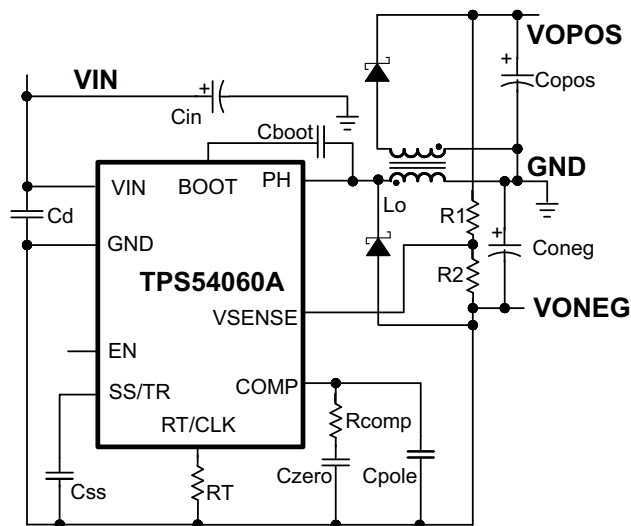 VOPOS
VIN
+
Cin
+
Copos
Cboot
VIN
BOOT
PH
GND
Lo
R1
Cd
GND
+
Coneg
TPS54060A
R2
VSENSE
VONEG
EN
COMP
SS/TR
RT/CLK
Rcomp
Css
RT
Czero
Cpole